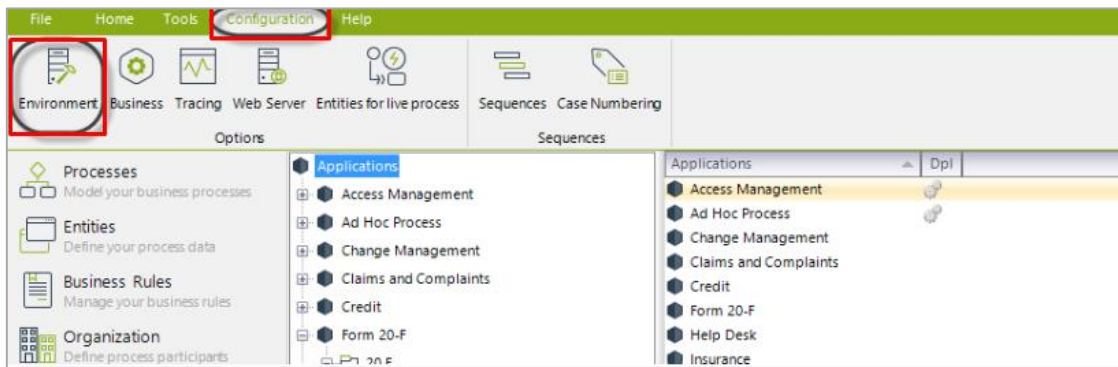 File Home Tools Configuration Help
Environment Business Tracing Web Server Entities for live process Sequences Case Numbering
Options Sequences
Processes
Model your business processes
Entities
Define your process data
Business Rules
Manage your business rules
Organization
Define process participants
Applications
Access Management
Ad Hoc Process
Change Management
Claims and Complaints
Credit
Form 20-F
20 F
Applications Dpl
Access Management
Ad Hoc Process
Change Management
Claims and Complaints
Credit
Form 20-F
Help Desk
Insurance